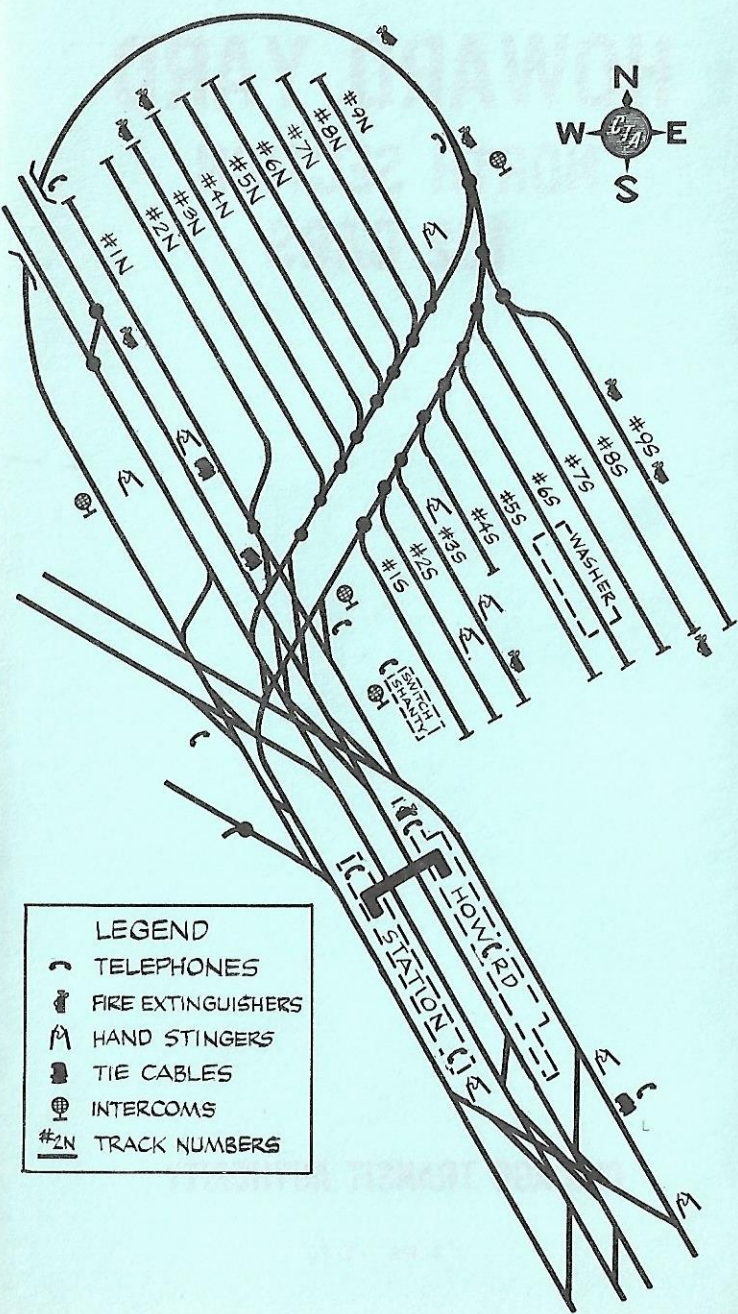 N
W CTA E
S
#1N
#2N
#3N
#4N
#5N
#6N
#7N
#8N
#9N
#1S
#2S
#3S
#4S
#5S
#6S
#7S
#8S
#9S
WASHER
SWITCH
SHANTY
HOWARD
STATION
LEGEND
TELEPHONES
FIRE EXTINGUISHERS
HAND STINGERS
TIE CABLES
INTERCOMS
#2N TRACK NUMBERS